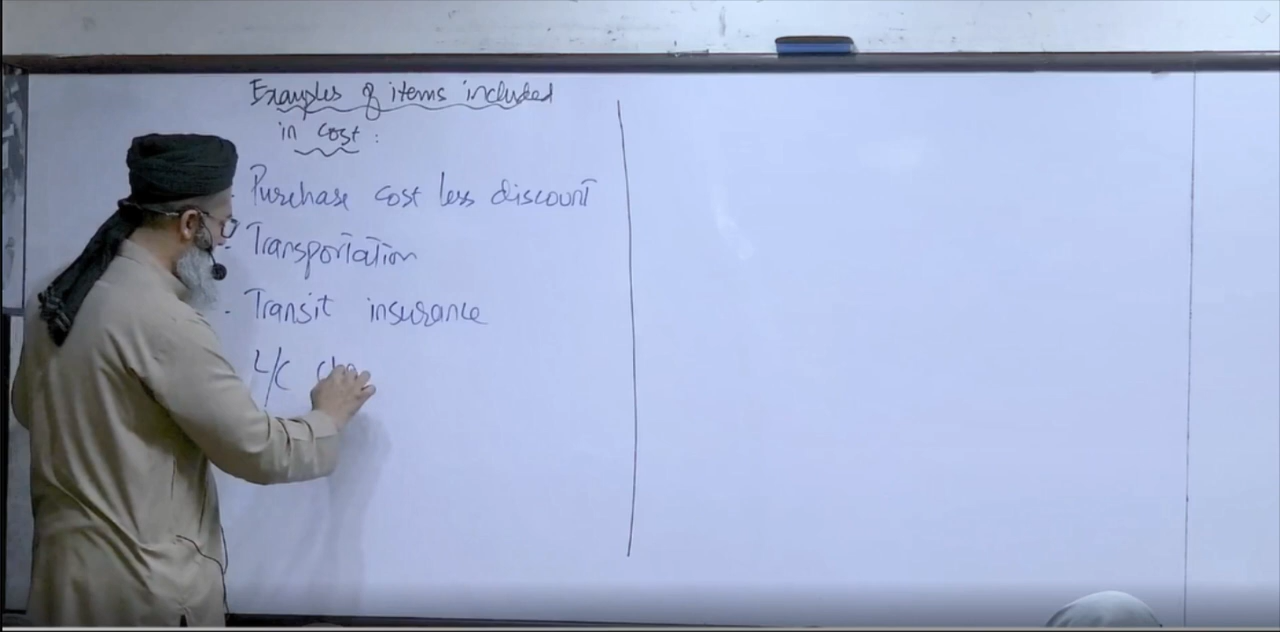 Examples of items included
in cost :
- Purchase cost less discount
- Transportation
- Transit insurance
L/C